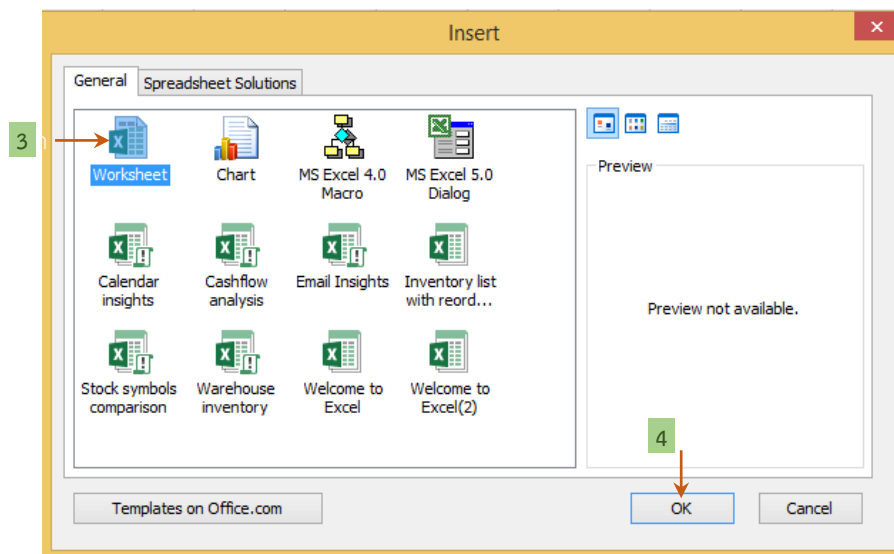 Insert
General Spreadsheet Solutions
3
Worksheet
Chart
MS Excel 4.0
Macro
MS Excel 5.0
Dialog
Calendar
insights
Cashflow
analysis
Email Insights
Inventory list
with reord...
Stock symbols
comparison
Warehouse
inventory
Welcome to
Excel
Welcome to
Excel(2)
Preview
Preview not available.
4
Templates on Office.com
OK
Cancel